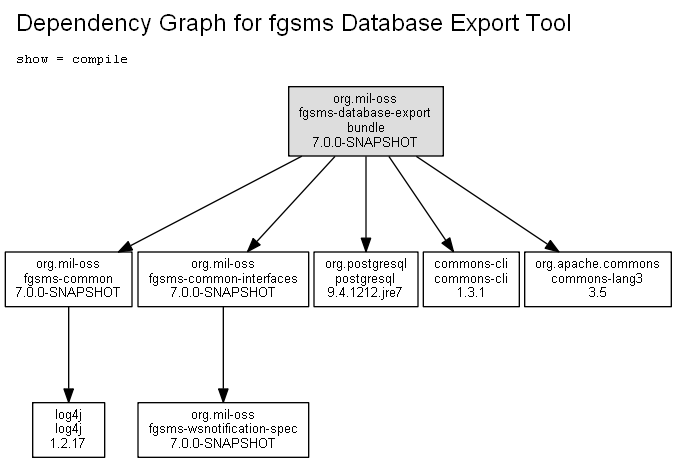 Dependency Graph for fgsms Database Export Tool
show = compile
org.mil-oss
fgsms-database-export
bundle
7.0.0-SNAPSHOT
org.mil-oss
fgsms-common
7.0.0-SNAPSHOT
org.mil-oss
fgsms-common-interfaces
7.0.0-SNAPSHOT
org.postgresql
postgresql
9.4.1212.jre7
commons-cli
commons-cli
1.3.1
org.apache.commons
commons-lang3
3.5
log4j
log4j
1.2.17
org.mil-oss
fgsms-wsnotification-spec
7.0.0-SNAPSHOT